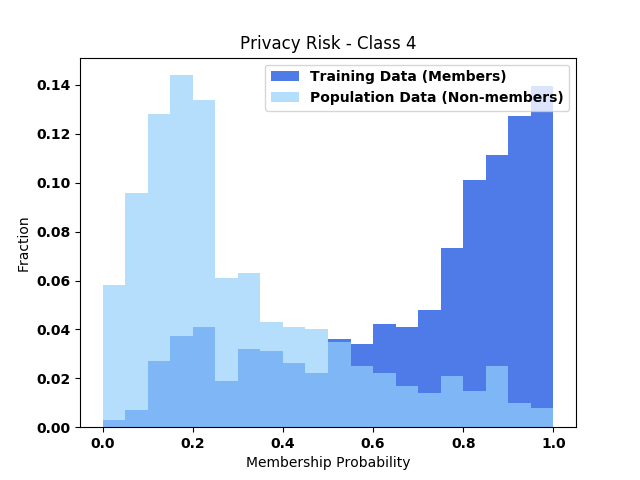 Privacy Risk - Class 4
Training Data (Members)
Population Data (Non-members)
0.14
0.12
0.10
0.08
0.06
0.04
0.02
0.00
Fraction
0.0 0.2 0.4 0.6 0.8 1.0
Membership Probability